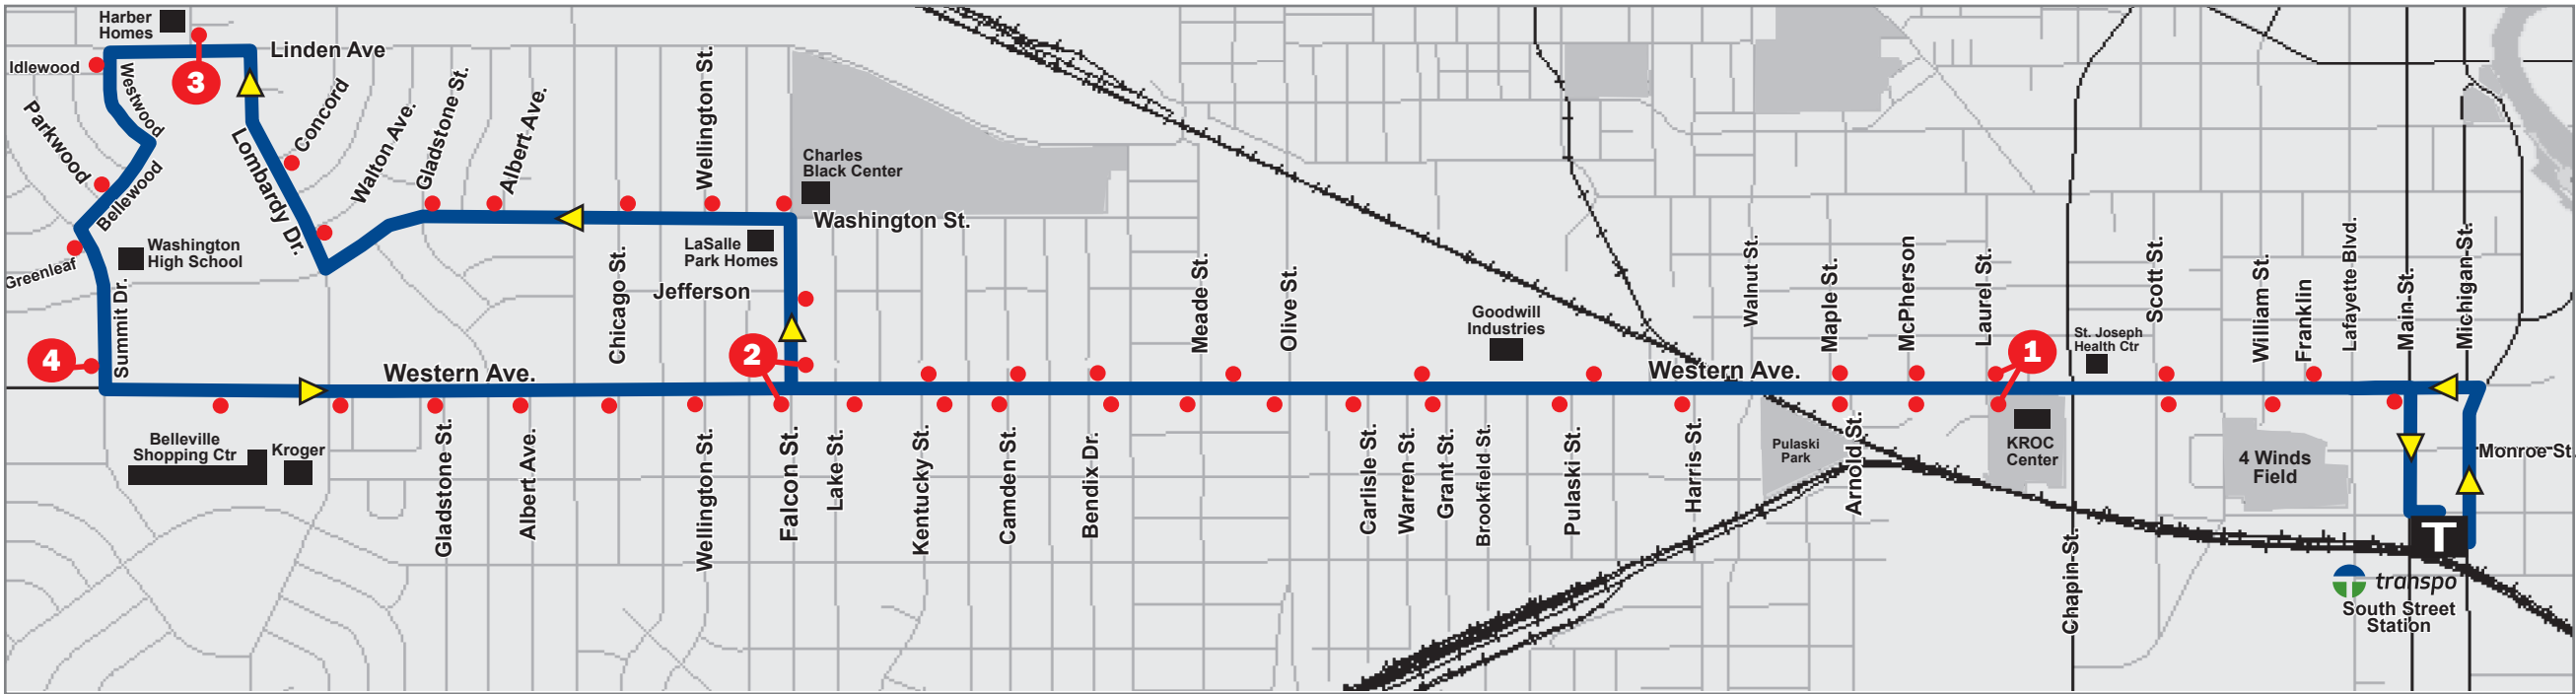 Harber
Homes
3
Linden Ave
Idlewood
Westwood
Parkwood
Bellewood
Greenleaf
Washington
High School
Summit Dr.
4
Lombardy Dr.
Concord
Walton Ave.
Gladstone St.
Albert Ave.
Chicago St.
Wellington St.
Charles
Black Center
Washington St.
LaSalle
Park Homes
Jefferson
2
Western Ave.
Belleville
Shopping Ctr
Kroger
Gladstone St.
Albert Ave.
Wellington St.
Falcon St.
Lake St.
Kentucky St.
Camden St.
Bendix Dr.
Meade St.
Olive St.
Goodwill
Industries
Carlisle St.
Warren St.
Grant St.
Brookfield St.
Pulaski St.
Harris St.
Western Ave.
Walnut St.
Maple St.
McPherson
Laurel St.
1
Pulaski
Park
Arnold St.
KROC
Center
St. Joseph
Health Ctr
Chapin St.
Scott St.
William St.
Franklin
Lafayette Blvd.
Main St.
Michigan St.
4 Winds
Field
Monroe St.
T
transpo
South Street
Station